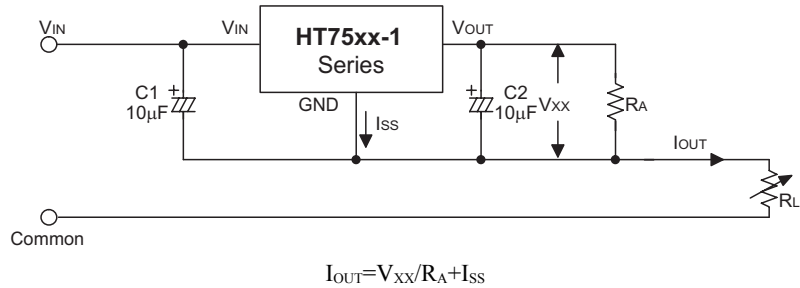 VIN
VIN
HT75xx-1
Series
VOUT
GND
ISS
C1
10μF
+
C2
10μF
+
VXX
RA
IOUT
RL
Common
IOUT=VXX/RA+ISS